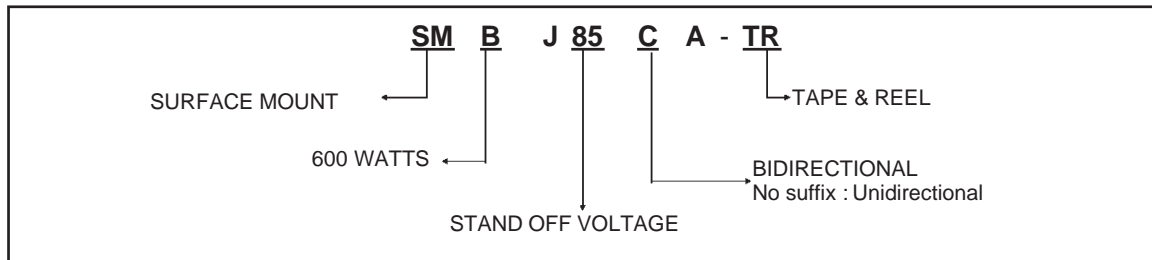 SM B J 85 C A - TR
SURFACE MOUNT
TAPE & REEL
600 WATTS
BIDIRECTIONAL
No suffix : Unidirectional
STAND OFF VOLTAGE